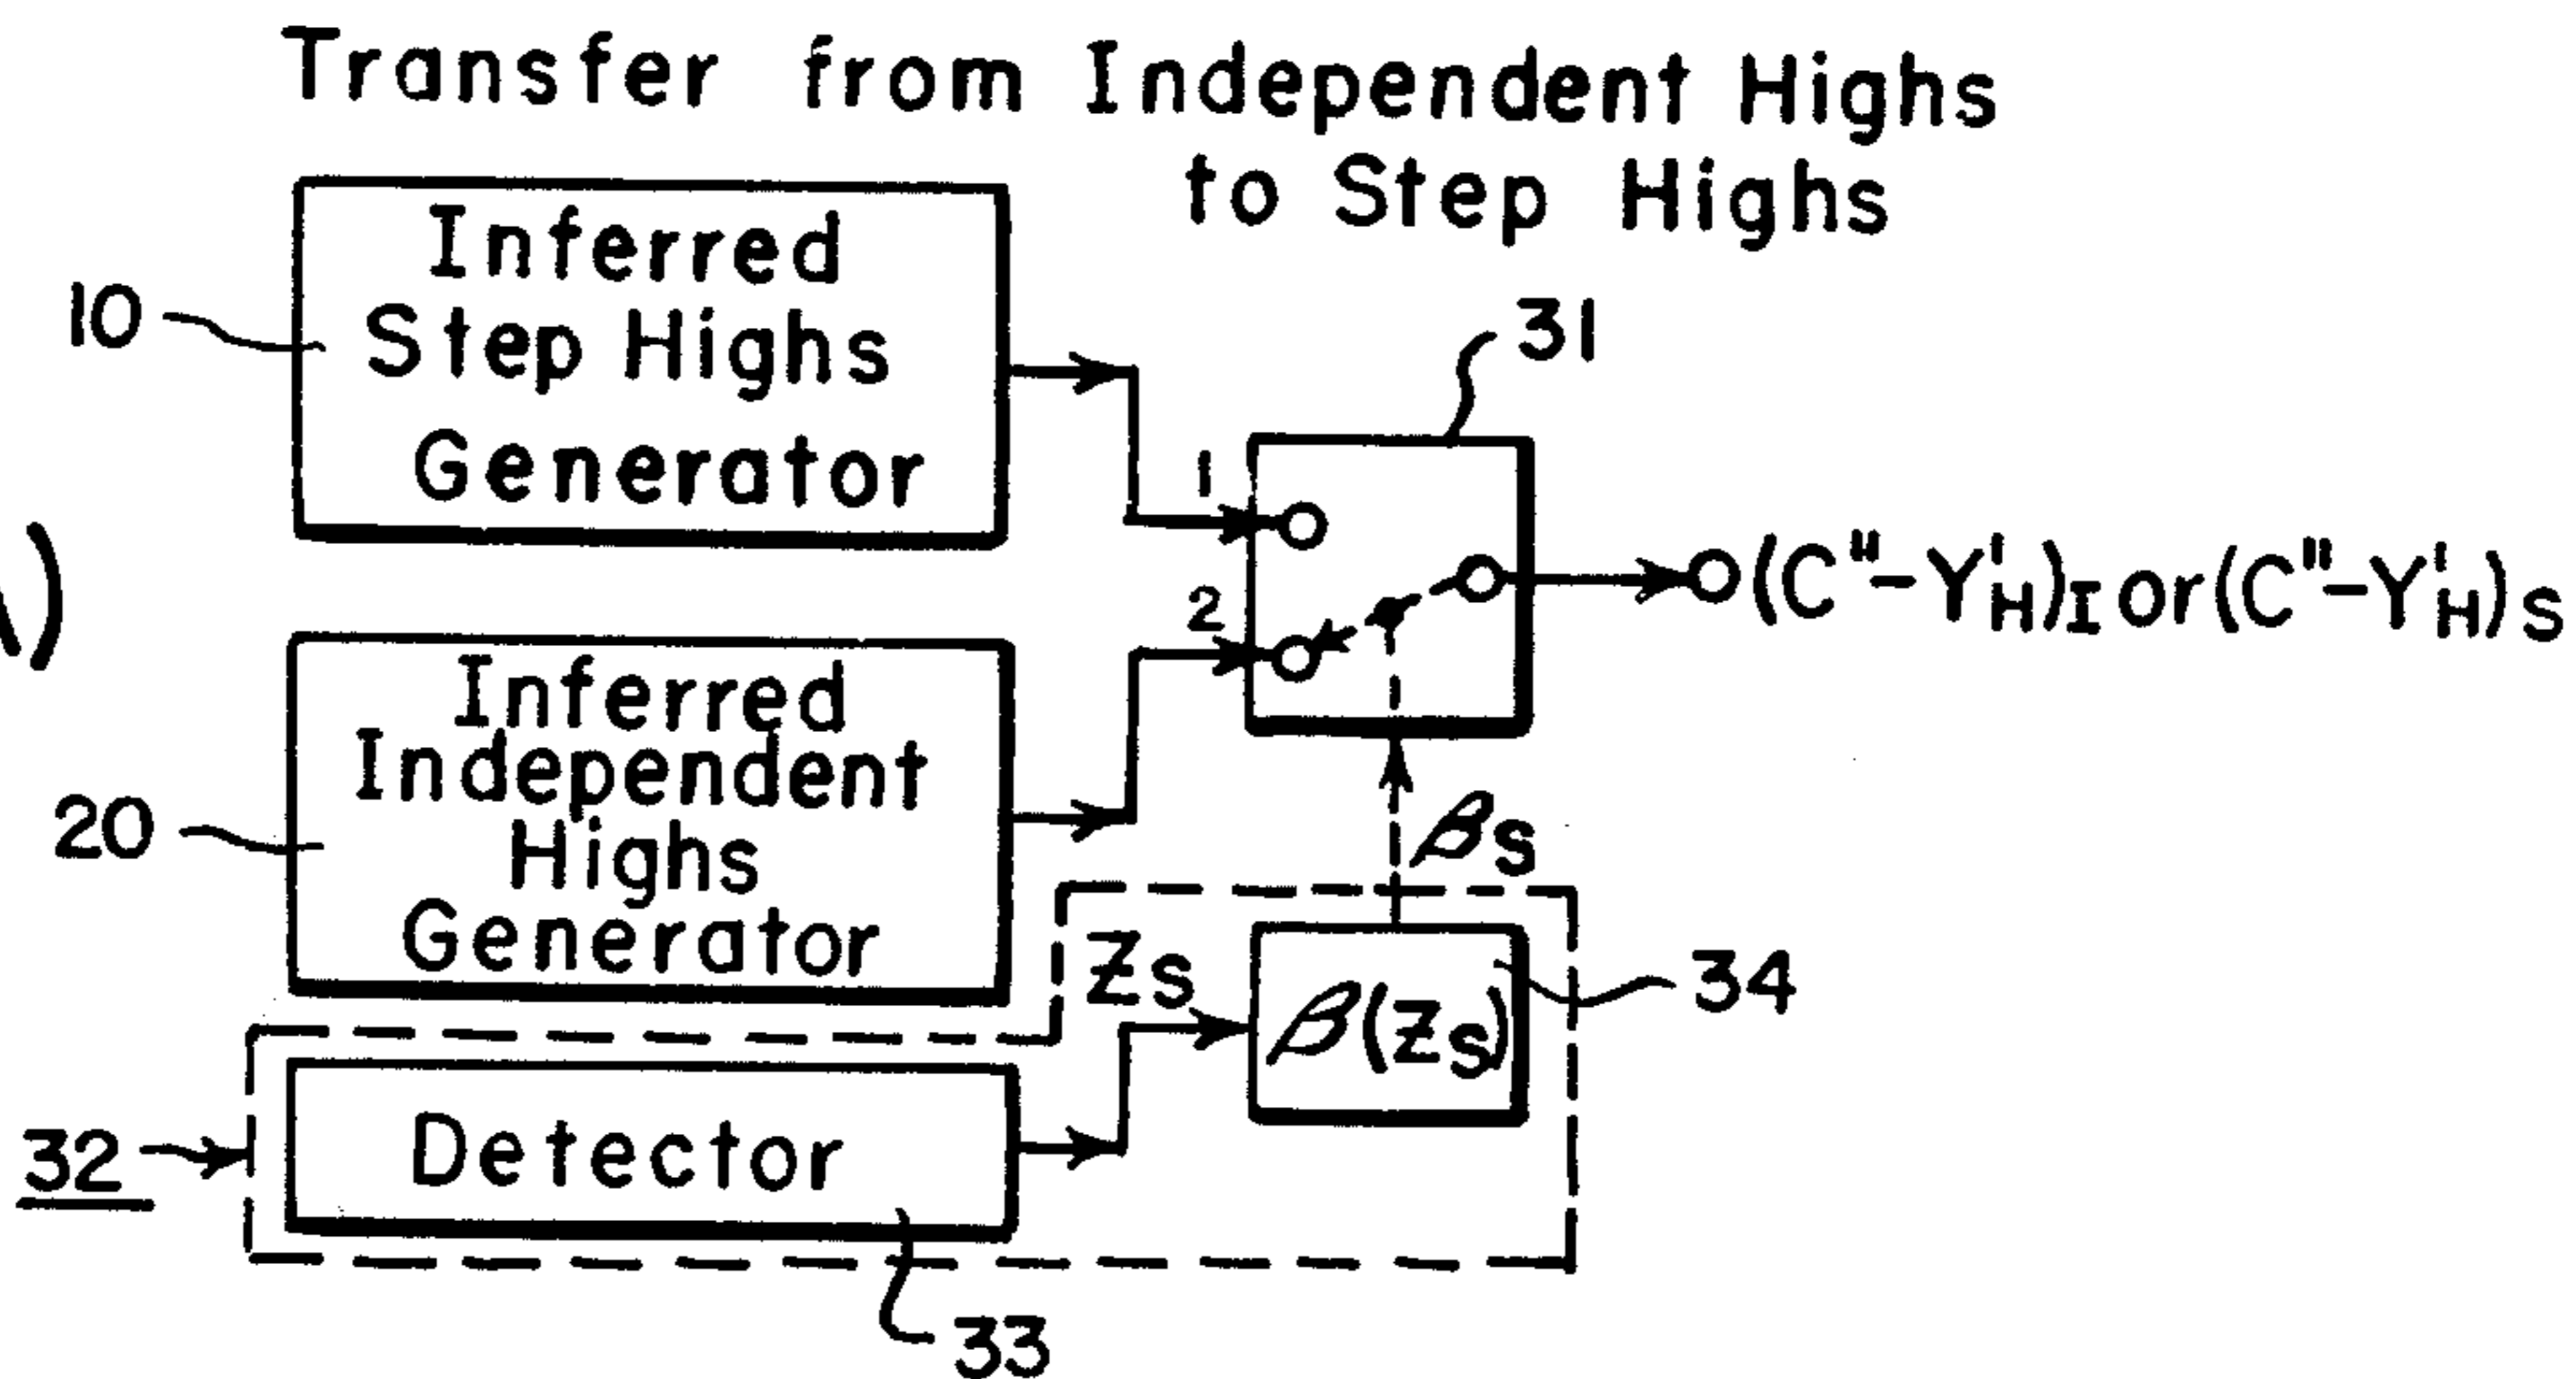 Transfer from Independent Highs
to Step Highs
10
Inferred
Step Highs
Generator
31
1
2
(C"-Y'H)I or (C"-Y'H)S
)
20
Inferred
Independent
Highs
Generator
βS
ZS
β(ZS)
34
32
Detector
33